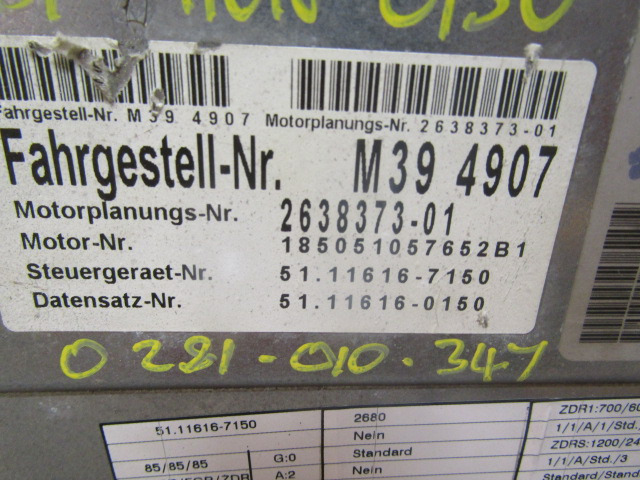 0150
Fahrgestell-Nr. M39 4907 Motorplanungs-Nr. 2638373-01
Fahrgestell-Nr. M39 4907
Motorplanungs-Nr. 2638373-01
Motor-Nr. 185051057652B1
Steuergeraet-Nr. 51.11616-7150
Datensatz-Nr. 51.11616-0150
0 281-010-347
51.11616-7150 2680 ZDR1:700/60
Nein 1/1/A/1/Std./
85/85/85 G:0 Standard ZDRS:1200/24
A:2 Nein 1/1/A/Std./3
Standard/Stand